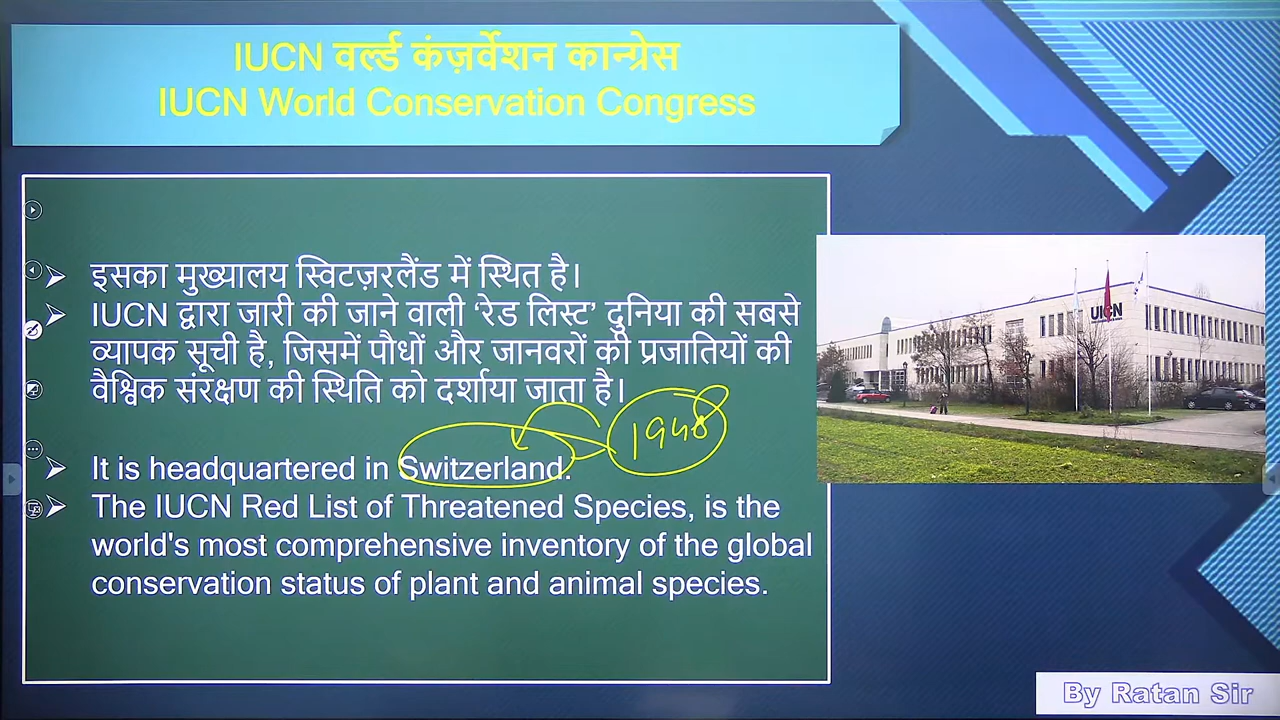 IUCN वर्ल्ड कंज़र्वेशन कान्ग्रेस
IUCN World Conservation Congress
इसका मुख्यालय स्विटज़रलैंड में स्थित है।
IUCN द्वारा जारी की जाने वाली ‘रेड लिस्ट’ दुनिया की सबसे
व्यापक सूची है, जिसमें पौधों और जानवरों की प्रजातियों की
वैश्विक संरक्षण की स्थिति को दर्शाया जाता है।
1948
It is headquartered in Switzerland.
The IUCN Red List of Threatened Species, is the
world's most comprehensive inventory of the global
conservation status of plant and animal species.
IUCN
By Ratan Sir